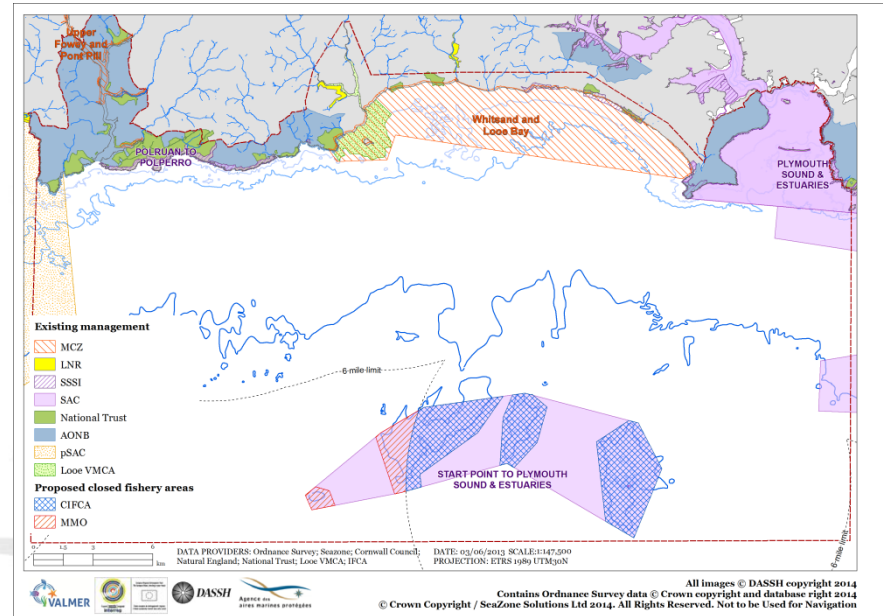 Upper
Fowey and
Pont Pill
POLRUAN TO
POLPERRO
Whitsand
and Looe Bay
PLYMOUTH
SOUND &
ESTUARIES
6 mile limit
6 mile limit
START POINT TO PLYMOUTH
SOUND & ESTUARIES
Existing management
MCZ
LNR
SSSI
SAC
National Trust
AONB
pSAC
Looe VMCA
Proposed closed fishery areas
CIFCA
MMO
0 1.5 3 6
km
DATA PROVIDERS: Ordnance Survey; Seazone; Cornwall Council;
Natural England; National Trust; Looe VMCA; IFCA
DATE: 03/06/2013 SCALE:1:147,500
PROJECTION: ETRS 1989 UTM30N
VALMER
DASSH
Agence des
aires marines protégées
All images © DASSH copyright 2014
Contains Ordnance Survey data © Crown copyright and database right 2014
© Crown Copyright / SeaZone Solutions Ltd 2014. All Rights Reserved. Not to be Used for Navigation